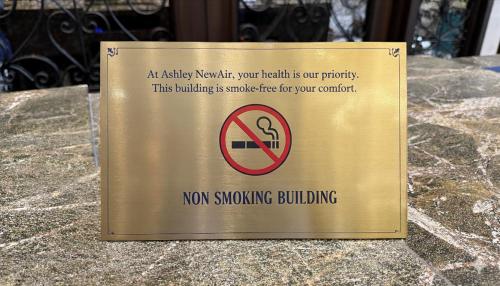 At Ashley NewAir, your health is our priority.
This building is smoke-free for your comfort.
NON SMOKING BUILDING